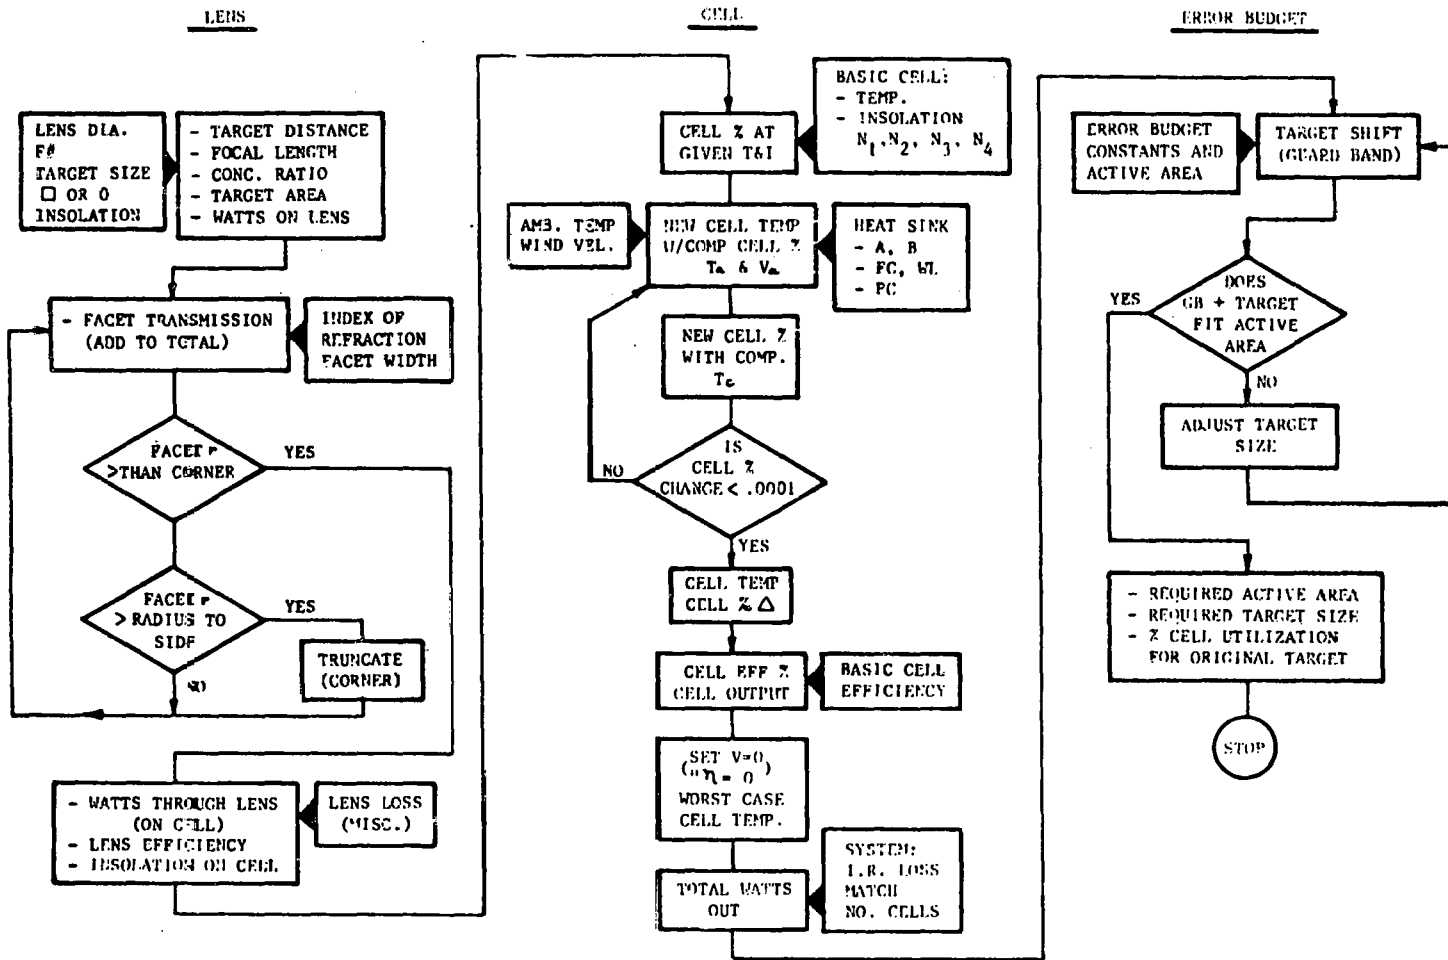 LENS
LENS DIA.
F#
TARGET SIZE
□ OR O
INSOLATION
- TARGET DISTANCE
- FOCAL LENGTH
- CONC. RATIO
- TARGET AREA
- WATTS ON LENS
- FACET TRANSMISSION
(ADD TO TOTAL)
INDEX OF
REFRACTION
FACET WIDTH
FACET r
> THAN CORNER
YES
FACET r
> RADIUS TO
SIDE
YES
NO
TRUNCATE
(CORNER)
- WATTS THROUGH LENS
(ON CELL)
- LENS EFFICIENCY
- INSOLATION ON CELL
LENS LOSS
(MISC.)
CELL
CELL % AT
GIVEN T&I
BASIC CELL:
- TEMP.
- INSOLATION
N₁, N₂, N₃, N₄
AMB. TEMP
WIND VEL.
NEW CELL TEMP
W/COMP CELL %
Tₐ & Vₐ
HEAT SINK
- A, B
- FC, WL
- PC
NEW CELL %
WITH COMP.
T꜀
IS
CELL %
CHANGE < .0001
NO
YES
CELL TEMP
CELL % Δ
CELL EFF %
CELL OUTPUT
BASIC CELL
EFFICIENCY
SET V=0
(" η = 0)
WORST CASE
CELL TEMP.
TOTAL WATTS
OUT
SYSTEM:
I.R. LOSS
MATCH
NO. CELLS
ERROR BUDGET
ERROR BUDGET
CONSTANTS AND
ACTIVE AREA
TARGET SHIFT
(GUARD BAND)
DOES
GB + TARGET
FIT ACTIVE
AREA
YES
NO
ADJUST TARGET
SIZE
- REQUIRED ACTIVE AREA
- REQUIRED TARGET SIZE
- % CELL UTILIZATION
FOR ORIGINAL TARGET
STOP